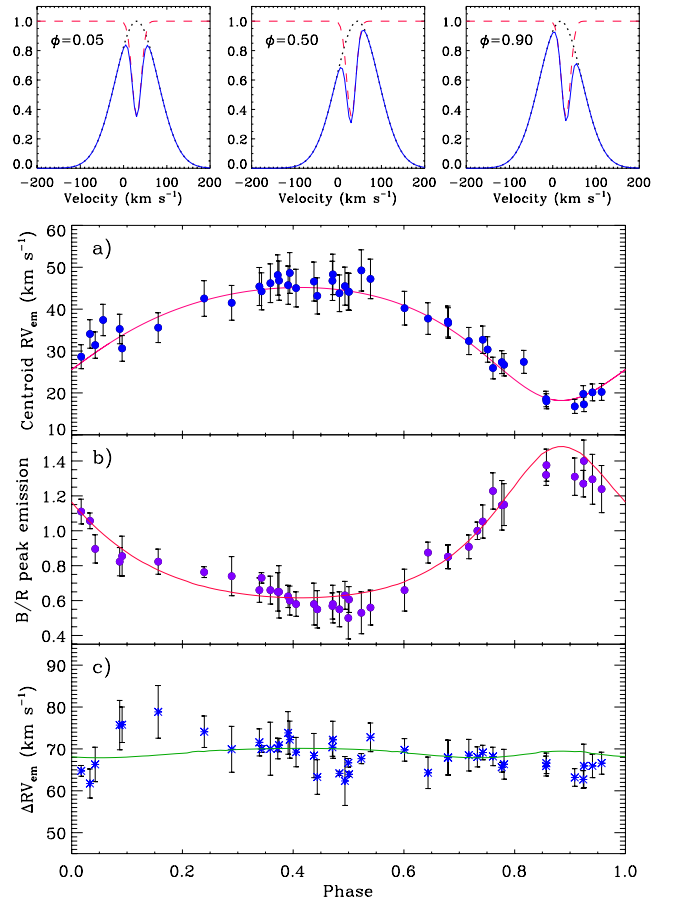 1.0 0.8 0.6 0.4 0.2 0.0
ϕ=0.05
ϕ=0.50
ϕ=0.90
−200 −100 0 100 200
−200 −100 0 100 200
−200 −100 0 100 200
Velocity (km s⁻¹)
Velocity (km s⁻¹)
Velocity (km s⁻¹)
a)
60 50 40 30 20 10
Centroid RVem (km s⁻¹)
b)
1.4 1.2 1.0 0.8 0.6 0.4
B/R peak emission
c)
90 80 70 60 50
ΔRVem (km s⁻¹)
0.0 0.2 0.4 0.6 0.8 1.0
Phase